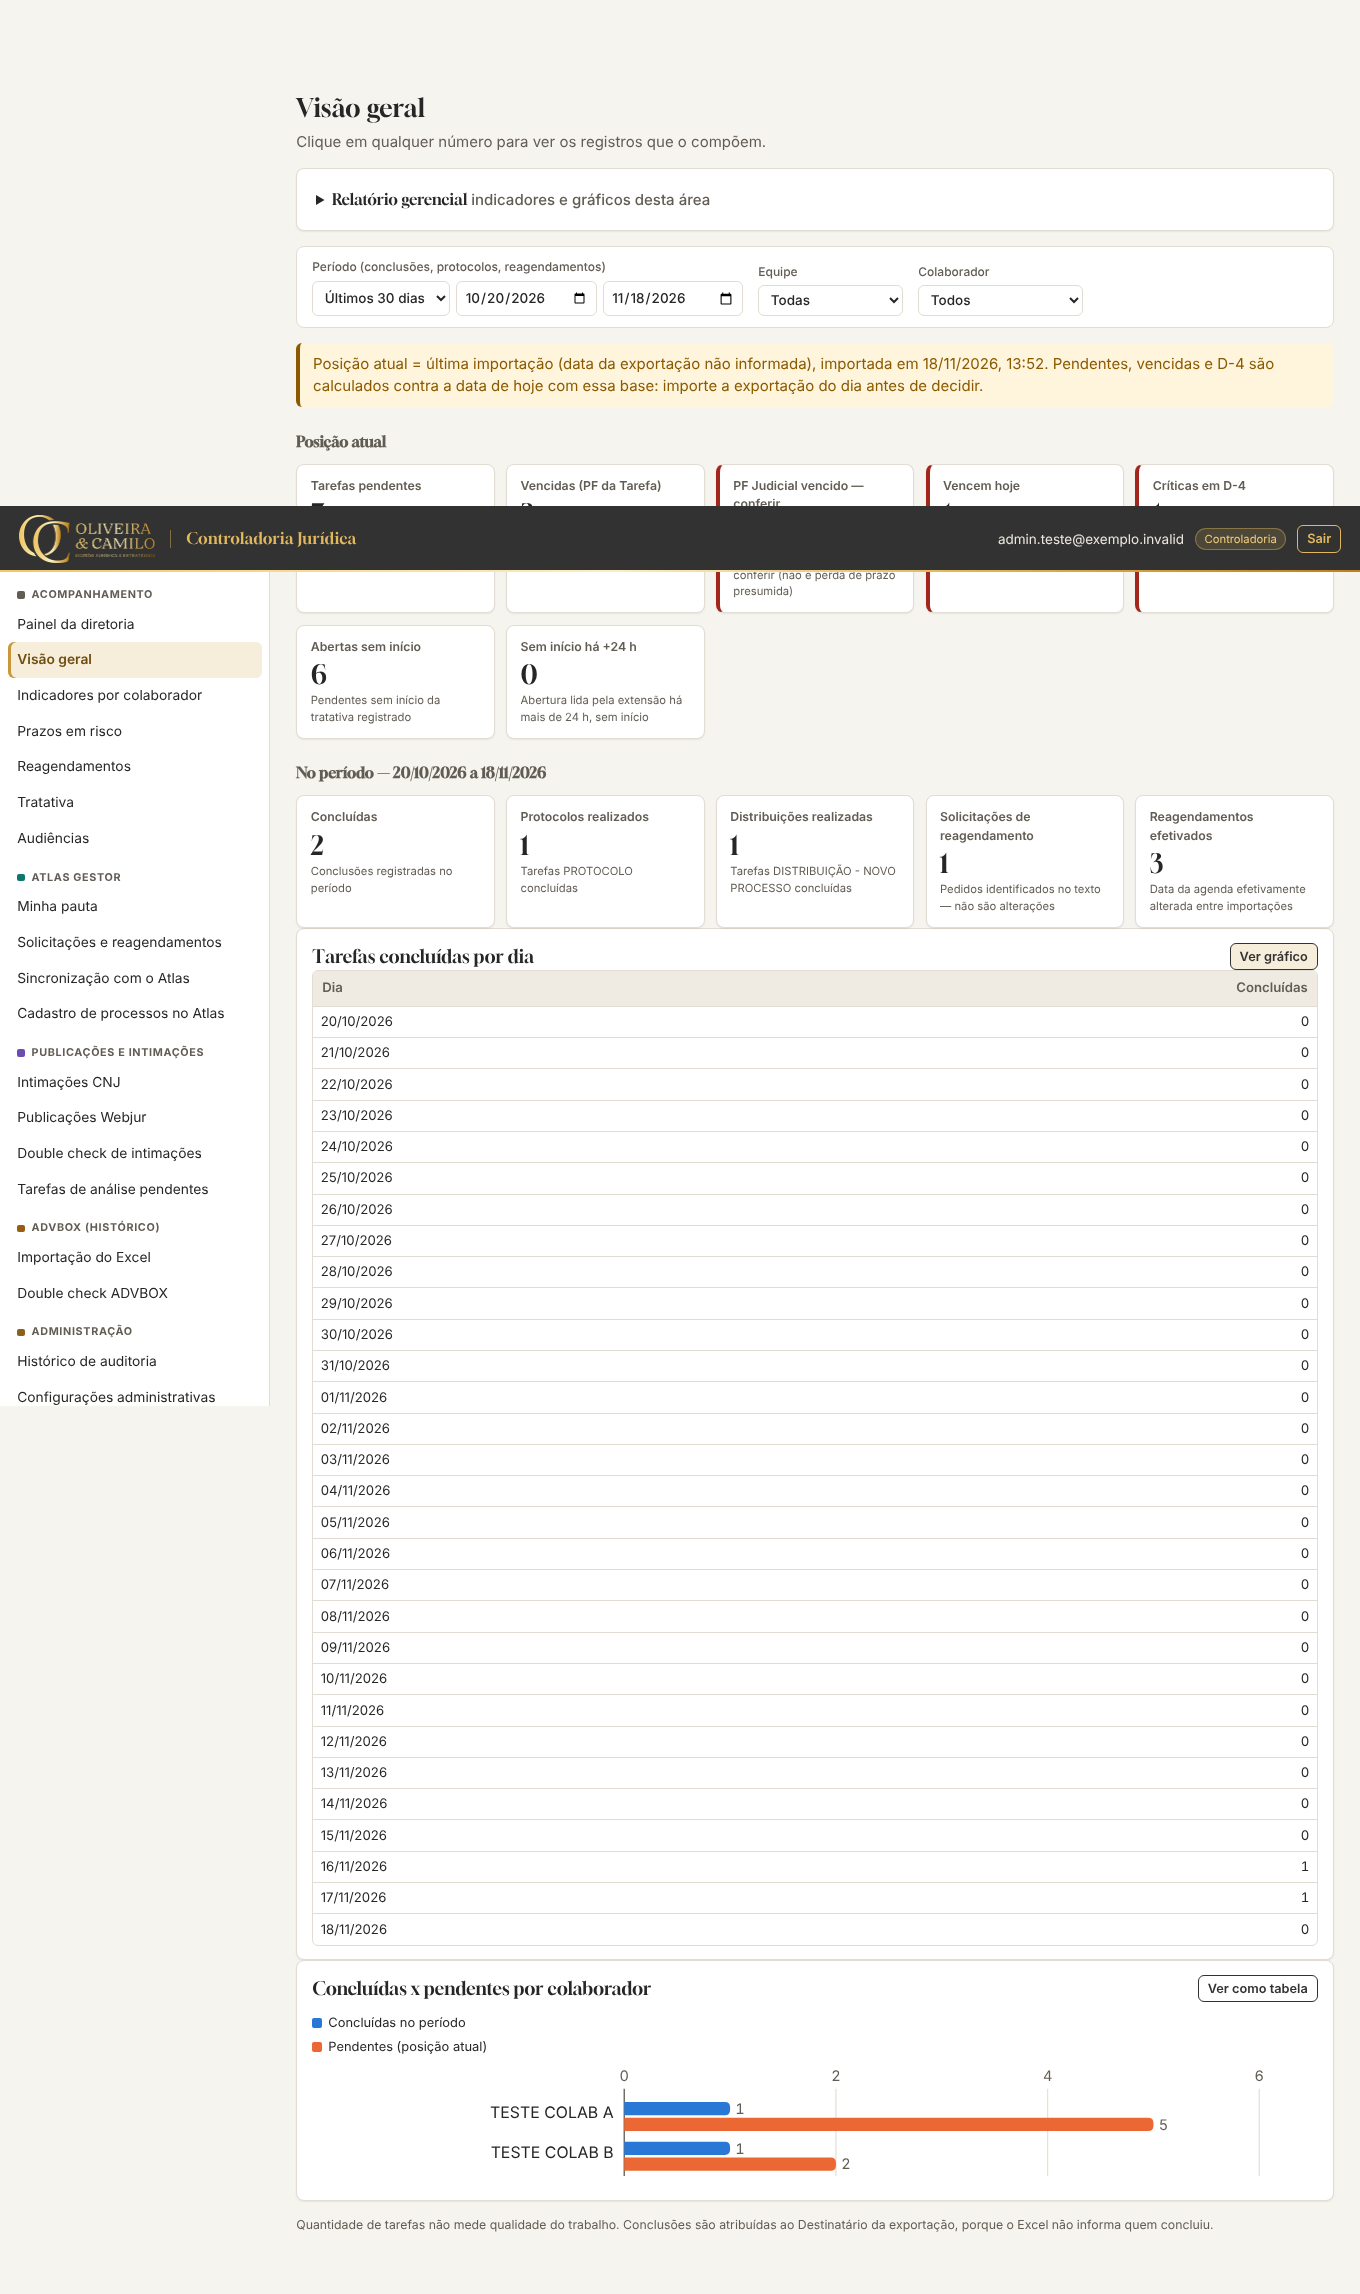 Visão geral
Clique em qualquer número para ver os registros que o compõem.
▶ Relatório gerencial indicadores e gráficos desta área
Período (conclusões, protocolos, reagendamentos)
Equipe
Colaborador
Últimos 30 dias
10/20/2026
11/18/2026
Todas
Todos
Posição atual = última importação (data da exportação não informada), importada em 18/11/2026, 13:52. Pendentes, vencidas e D-4 são
calculados contra a data de hoje com essa base: importe a exportação do dia antes de decidir.
Posição atual
Tarefas pendentes
Vencidas (PF da Tarefa)
PF Judicial vencido —
conferir
Vencem hoje
Críticas em D-4
OLIVEIRA
& CAMILO
Controladoria Jurídica
admin.teste@exemplo.invalid
Controladoria
Sair
conferir (não é perda de prazo
presumida)
ACOMPANHAMENTO
Painel da diretoria
Visão geral
Indicadores por colaborador
Prazos em risco
Reagendamentos
Tratativa
Audiências
ATLAS GESTOR
Minha pauta
Solicitações e reagendamentos
Sincronização com o Atlas
Cadastro de processos no Atlas
PUBLICAÇÕES E INTIMAÇÕES
Intimações CNJ
Publicações Webjur
Double check de intimações
Tarefas de análise pendentes
ADVBOX (HISTÓRICO)
Importação do Excel
Double check ADVBOX
ADMINISTRAÇÃO
Histórico de auditoria
Configurações administrativas
Abertas sem início
6
Pendentes sem início da
tratativa registrado
Sem início há +24 h
0
Abertura lida pela extensão há
mais de 24 h, sem início
No período — 20/10/2026 a 18/11/2026
Concluídas
2
Conclusões registradas no
período
Protocolos realizados
1
Tarefas PROTOCOLO
concluídas
Distribuições realizadas
1
Tarefas DISTRIBUIÇÃO - NOVO
PROCESSO concluídas
Solicitações de
reagendamento
1
Pedidos identificados no texto
— não são alterações
Reagendamentos
efetivados
3
Data da agenda efetivamente
alterada entre importações
Tarefas concluídas por dia
Ver gráfico
Dia Concluídas
20/10/2026 0
21/10/2026 0
22/10/2026 0
23/10/2026 0
24/10/2026 0
25/10/2026 0
26/10/2026 0
27/10/2026 0
28/10/2026 0
29/10/2026 0
30/10/2026 0
31/10/2026 0
01/11/2026 0
02/11/2026 0
03/11/2026 0
04/11/2026 0
05/11/2026 0
06/11/2026 0
07/11/2026 0
08/11/2026 0
09/11/2026 0
10/11/2026 0
11/11/2026 0
12/11/2026 0
13/11/2026 0
14/11/2026 0
15/11/2026 0
16/11/2026 1
17/11/2026 1
18/11/2026 0
Concluídas x pendentes por colaborador
Ver como tabela
Concluídas no período
Pendentes (posição atual)
0 2 4 6
TESTE COLAB A 1
5
TESTE COLAB B 1
2
Quantidade de tarefas não mede qualidade do trabalho. Conclusões são atribuídas ao Destinatário da exportação, porque o Excel não informa quem concluiu.